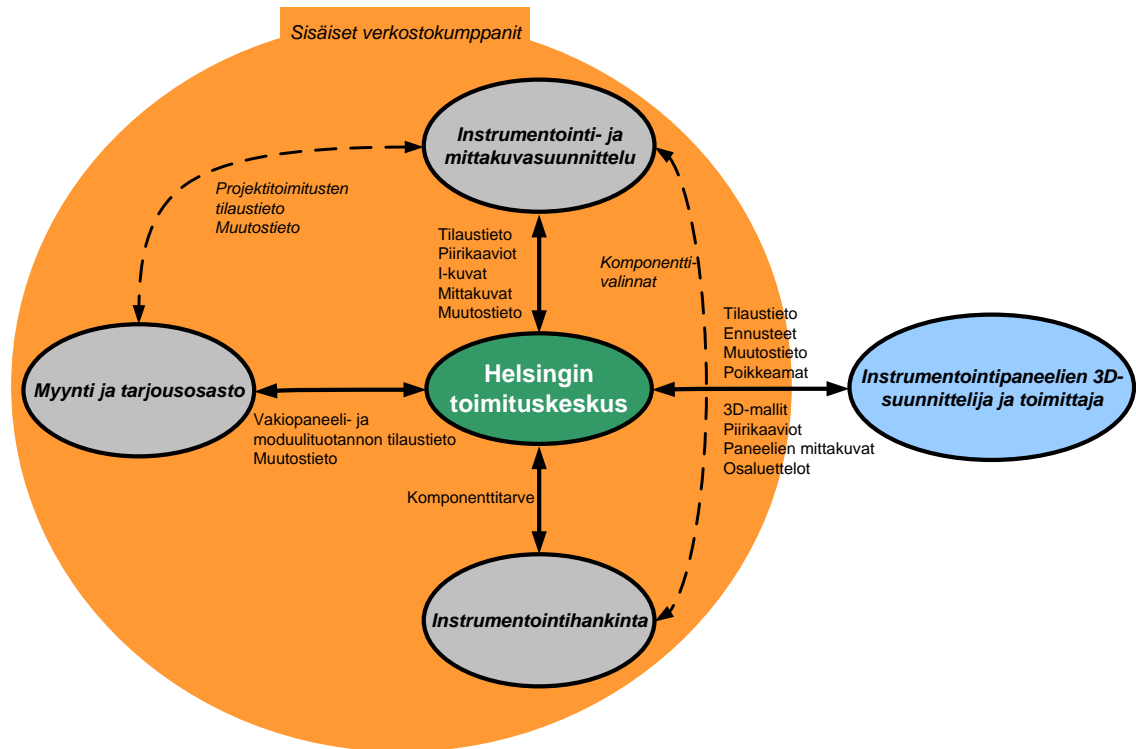 Sisäiset verkostokumppanit
Instrumentointi- ja
mittakuvasuunnittelu
Projektitoimitusten
tilaustieto
Muutostieto
Tilaustieto
Piirikaaviot
I-kuvat
Mittakuvat
Muutostieto
Komponentti-
valinnat
Tilaustieto
Ennusteet
Muutostieto
Poikkeamat
Myynti ja tarjousosasto
Helsingin
toimituskeskus
Instrumentointipaneelien 3D-
suunnittelija ja toimittaja
Vakiopaneeli- ja
moduulituotannon tilaustieto
Muutostieto
3D-mallit
Piirikaaviot
Paneelien mittakuvat
Osaluettelot
Komponenttitarve
Instrumentointihankinta